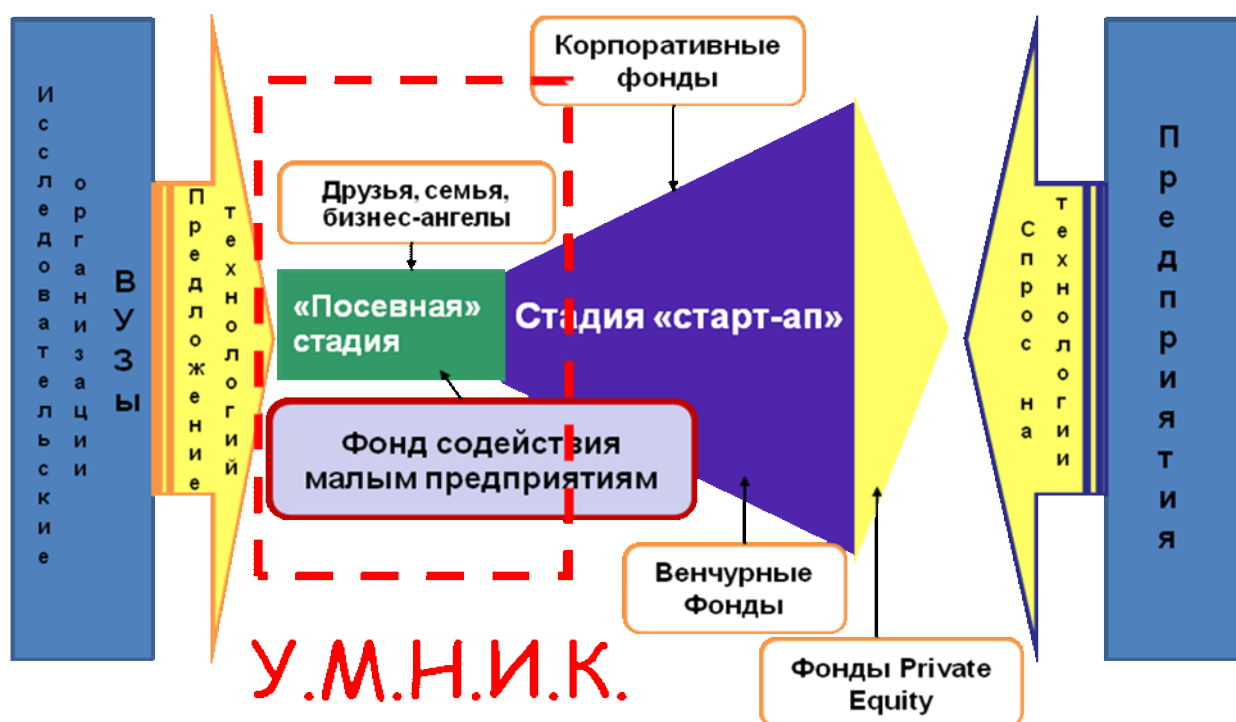 Исследовательские
организации
ВУЗы
Предложение
технологий
Корпоративные
фонды
Друзья, семья,
бизнес-ангелы
«Посевная»
стадия
Стадия «старт-ап»
Фонд содействия
малым предприятиям
Венчурные
Фонды
Фонды Private
Equity
У.М.Н.И.К.
Спрос на
технологии
Предприятия